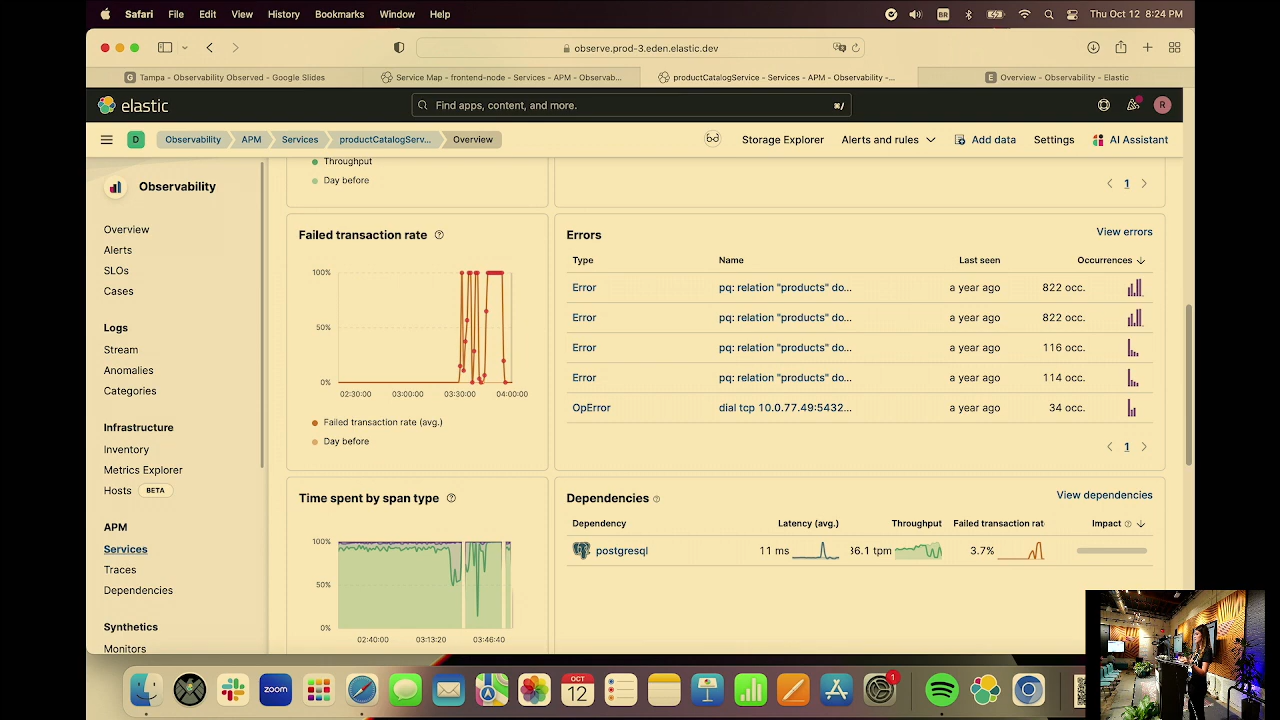 Safari File Edit View History Bookmarks Window Help BR Thu Oct 12 8:24 PM
observe.prod-3.eden.elastic.dev
G Tampa - Observability Observed - Google Slides
Service Map - frontend-node - Services - APM - Observab...
productCatalogService - Services - APM - Observability -...
E Overview - Observability - Elastic
elastic
Find apps, content, and more.
⌘/
R
D Observability APM Services productCatalogServ... Overview
Storage Explorer Alerts and rules Add data Settings AI Assistant
Observability
Overview
Alerts
SLOs
Cases
Logs
Stream
Anomalies
Categories
Infrastructure
Inventory
Metrics Explorer
Hosts BETA
APM
Services
Traces
Dependencies
Synthetics
Monitors
Throughput
Day before
1
Failed transaction rate
100%
50%
0%
02:30:00 03:00:00 03:30:00 04:00:00
Failed transaction rate (avg.)
Day before
Errors
View errors
Type Name Last seen Occurrences
Error pq: relation "products" do... a year ago 822 occ.
Error pq: relation "products" do... a year ago 822 occ.
Error pq: relation "products" do... a year ago 116 occ.
Error pq: relation "products" do... a year ago 114 occ.
OpError dial tcp 10.0.77.49:5432... a year ago 34 occ.
1
Time spent by span type
100%
50%
0%
02:40:00 03:13:20 03:46:40
Dependencies
View dependencies
Dependency Latency (avg.) Throughput Failed transaction rat Impact
postgresql 11 ms 36.1 tpm 3.7%
zoom
OCT
12
1